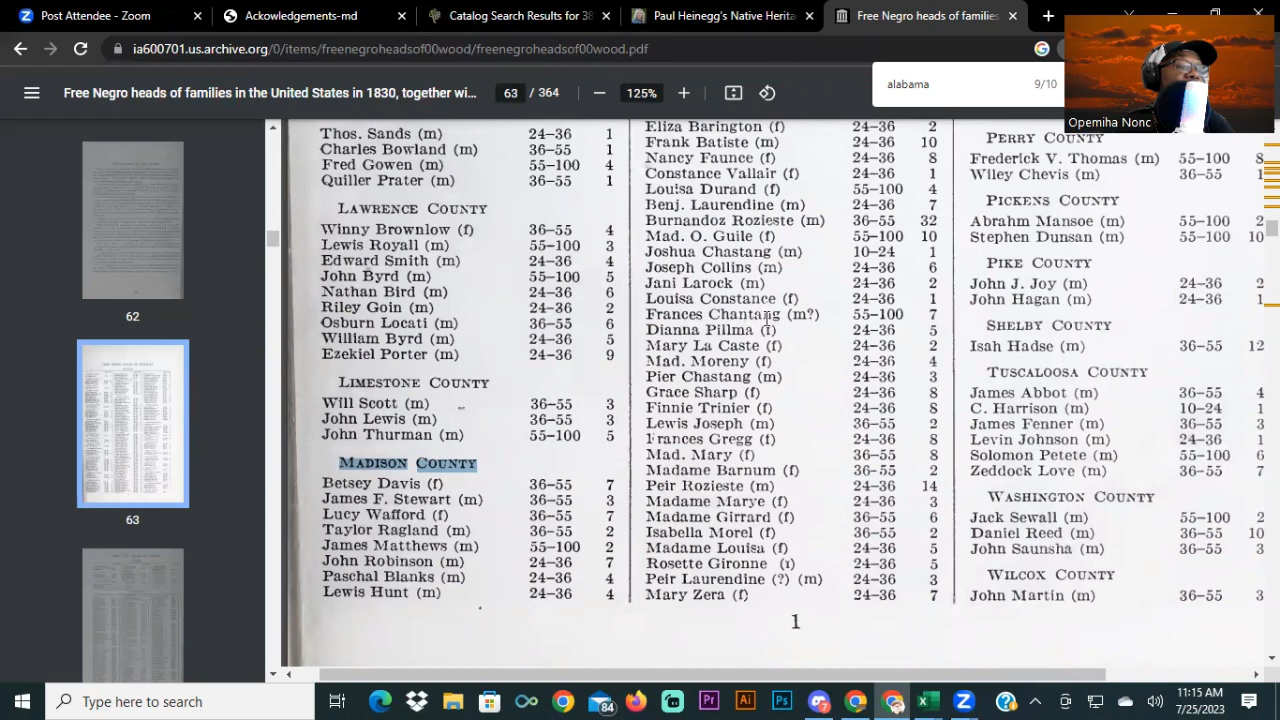 Post Attendee - Zoom
Ackowledgements-md
Catalog Search Results for 38
Paul Heinegg's Native Herita
Free Negro heads of families
ia600701.us.archive.org/0/items/freenegroheadsof00wood/freenegroheadsof00wood.pdf
Free Negro heads of families in the United States in 1830, together wi...
63 / 364
125%
alabama
9/10
Opemiha Nonc
62
63
Thos. Sands (m) 24–36 1
Charles Bowland (m) 36–55 1
Fred Gowen (m) 55–100 4
Quiller Prater (m) 36–55 1
LAWRENCE COUNTY
Winny Brownlow (f) 36–55 4
Lewis Royall (m) 55–100 3
Edward Smith (m) 24–36 4
John Byrd (m) 55–100 5
Nathan Bird (m) 24–36 6
Riley Goin (m) 24–36 2
Osburn Locati (m) 36–55 6
William Byrd (m) 24–36 5
Ezekiel Porter (m) 24–36 9
LIMESTONE COUNTY
Will Scott (m) 36–55 3
John Lewis (m) 36–55 3
John Thurman (m) 55–100 5
MADISON COUNTY
Betsey Davis (f) 36–55 7
James F. Stewart (m) 36–55 3
Lucy Wafford (f) 36–55 7
Taylor Ragland (m) 36–55 2
James Matthews (m) 55–100 2
John Robinson (m) 24–36 7
Paschal Blanks (m) 24–36 4
Lewis Hunt (m) 24–36 4
Eliza Barington (f) 24–36 2
Frank Batiste (m) 24–36 10
Nancy Faunce (f) 24–36 8
Constance Vallair (f) 24–36 1
Louisa Durand (f) 55–100 4
Benj. Laurendine (m) 24–36 7
Burnandoz Rozieste (m) 36–55 32
Mad. O. Guile (f) 55–100 10
Joshua Chastang (m) 10–24 1
Joseph Collins (m) 24–36 6
Jani Larock (m) 24–36 2
Louisa Constance (f) 24–36 1
Frances Chantang (m?) 55–100 7
Dianna Pillma (f) 24–36 5
Mary La Caste (f) 24–36 2
Mad. Moreny (f) 24–36 4
Pier Chastang (m) 24–36 3
Grace Sharp (f) 24–36 8
Finnie Trinier (f) 24–36 8
Lewis Joseph (m) 36–55 2
Frances Gregg (f) 24–36 8
Mad. Mary (f) 36–55 8
Madame Barnum (f) 36–55 2
Peir Rozieste (m) 24–36 14
Madame Marye (f) 24–36 3
Madame Girrard (f) 36–55 6
Isabella Morel (f) 36–55 2
Madame Louisa (f) 24–36 5
Rosette Gironne (f) 24–36 5
Peir Laurendine (?) (m) 24–36 3
Mary Zera (f) 24–36 7
PERRY COUNTY
Frederick V. Thomas (m) 55–100 8
Wiley Chevis (m) 36–55 1
PICKENS COUNTY
Abrahm Mansoe (m) 55–100 2
Stephen Dunsan (m) 55–100 10
PIKE COUNTY
John J. Joy (m) 24–36 2
John Hagan (m) 24–36 1
SHELBY COUNTY
Isah Hadse (m) 36–55 12
TUSCALOOSA COUNTY
James Abbot (m) 36–55 4
C. Harrison (m) 10–24 1
James Fenner (m) 36–55 3
Levin Johnson (m) 24–36 1
Solomon Petete (m) 55–100 6
Zeddock Love (m) 36–55 7
WASHINGTON COUNTY
Jack Sewall (m) 55–100 2
Daniel Reed (m) 36–55 10
John Saunsha (m) 36–55 3
WILCOX COUNTY
John Martin (m) 36–55 3
1
Type here to search
84
Pr
Ai
Ps
11:15 AM
7/25/2023